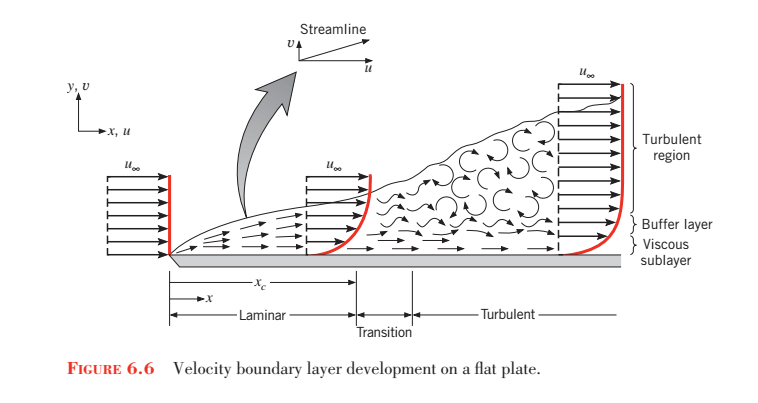 Streamline
v
u
y, v
x, u
u∞
u∞
u∞
Turbulent
region
Buffer layer
Viscous
sublayer
xc
x
Laminar
Transition
Turbulent
FIGURE 6.6 Velocity boundary layer development on a flat plate.